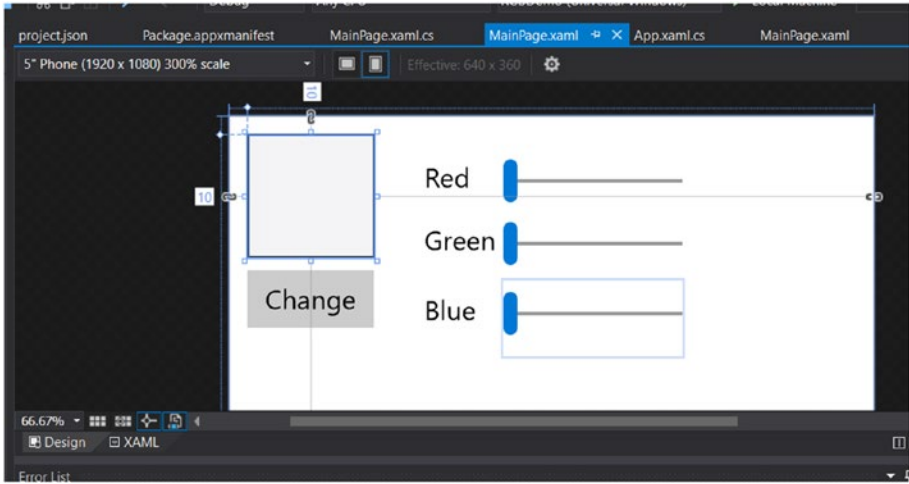 project.json Package.appxmanifest MainPage.xaml.cs MainPage.xaml App.xaml.cs MainPage.xaml
5" Phone (1920 x 1080) 300% scale Effective: 640 x 360
10
10
Red
Green
Change
Blue
66.67%
Design XAML
Error List